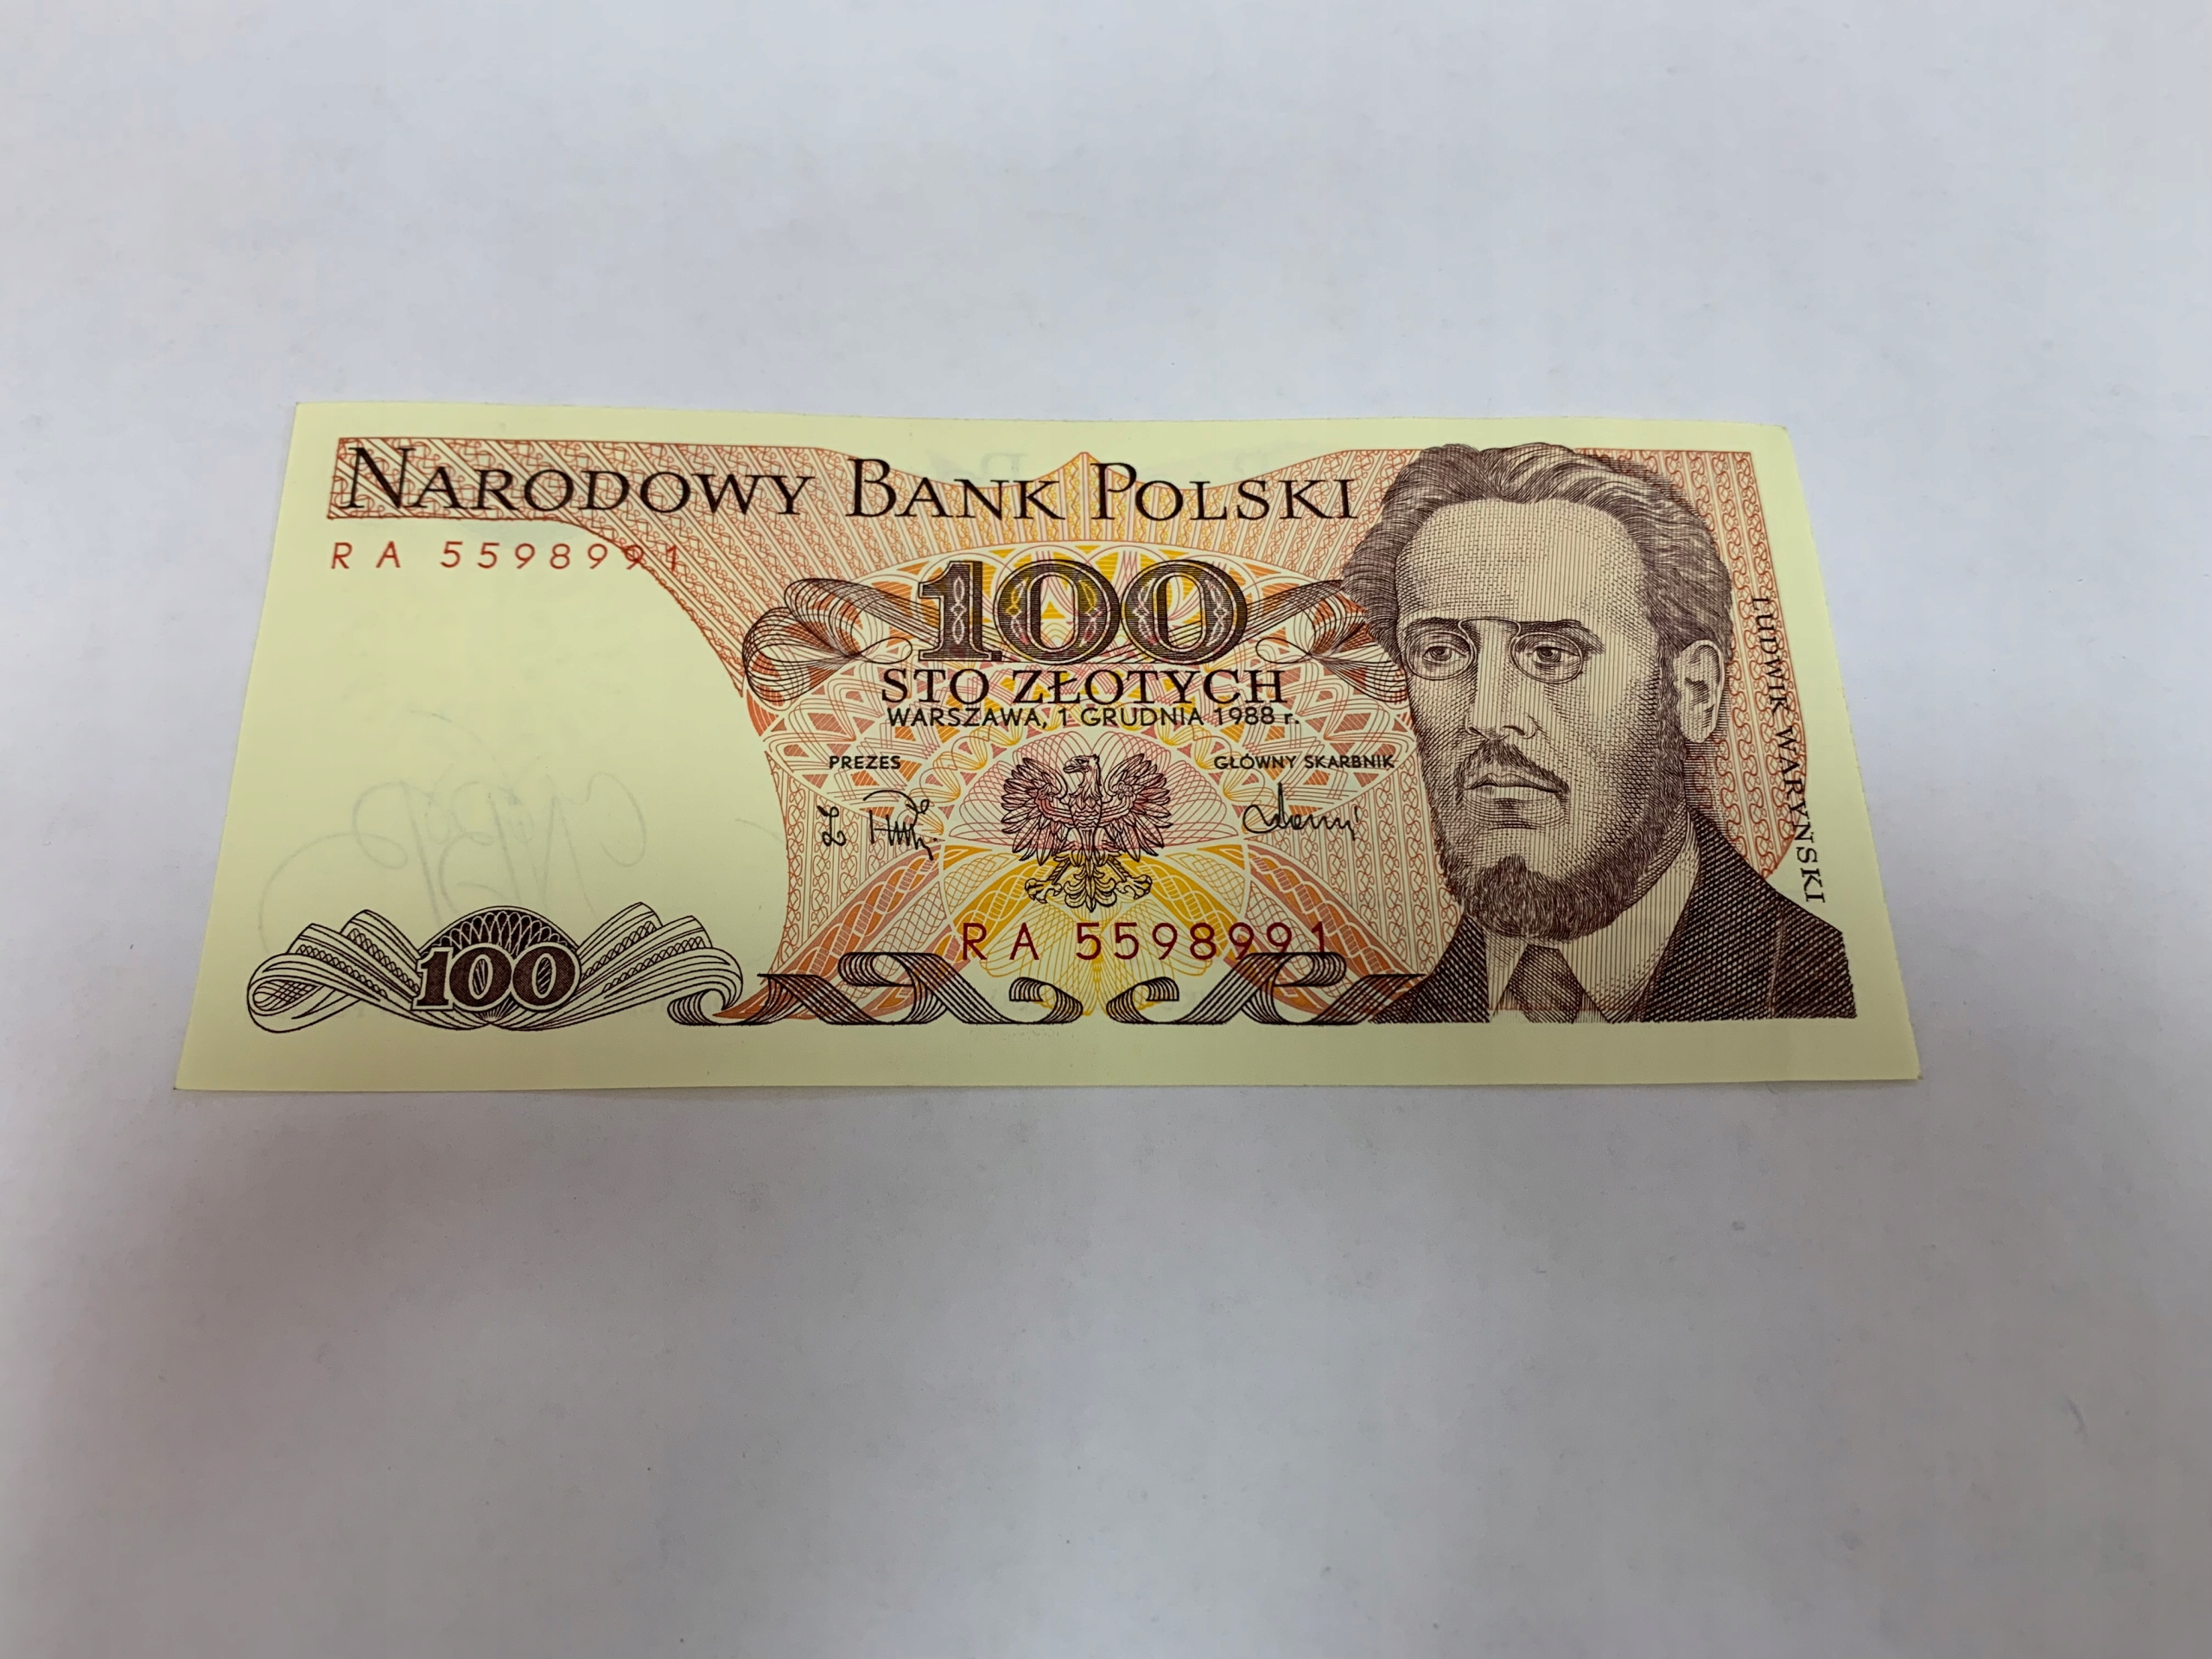 NARODOWY BANK POLSKI
RA 5598991
100
STO ZŁOTYCH
WARSZAWA, 1 GRUDNIA 1988 r.
PREZES
GŁÓWNY SKARBNIK
RA 5598991
100
LUDWIK WARYŃSKI